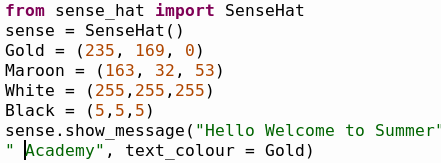 from sense_hat import SenseHat
sense = SenseHat()
Gold = (235, 169, 0)
Maroon = (163, 32, 53)
White = (255,255,255)
Black = (5,5,5)
sense.show_message("Hello Welcome to Summer"
" Academy", text_colour = Gold)